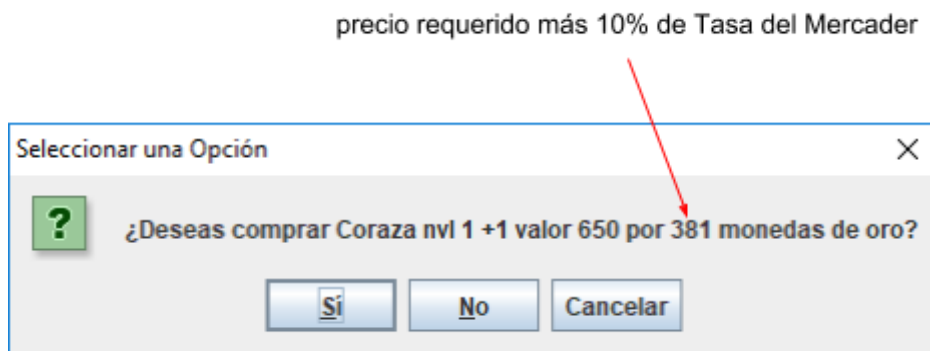 precio requerido más 10% de Tasa del Mercader
Seleccionar una Opción
?
¿Deseas comprar Coraza nvl 1 +1 valor 650 por 381 monedas de oro?
Sí No Cancelar